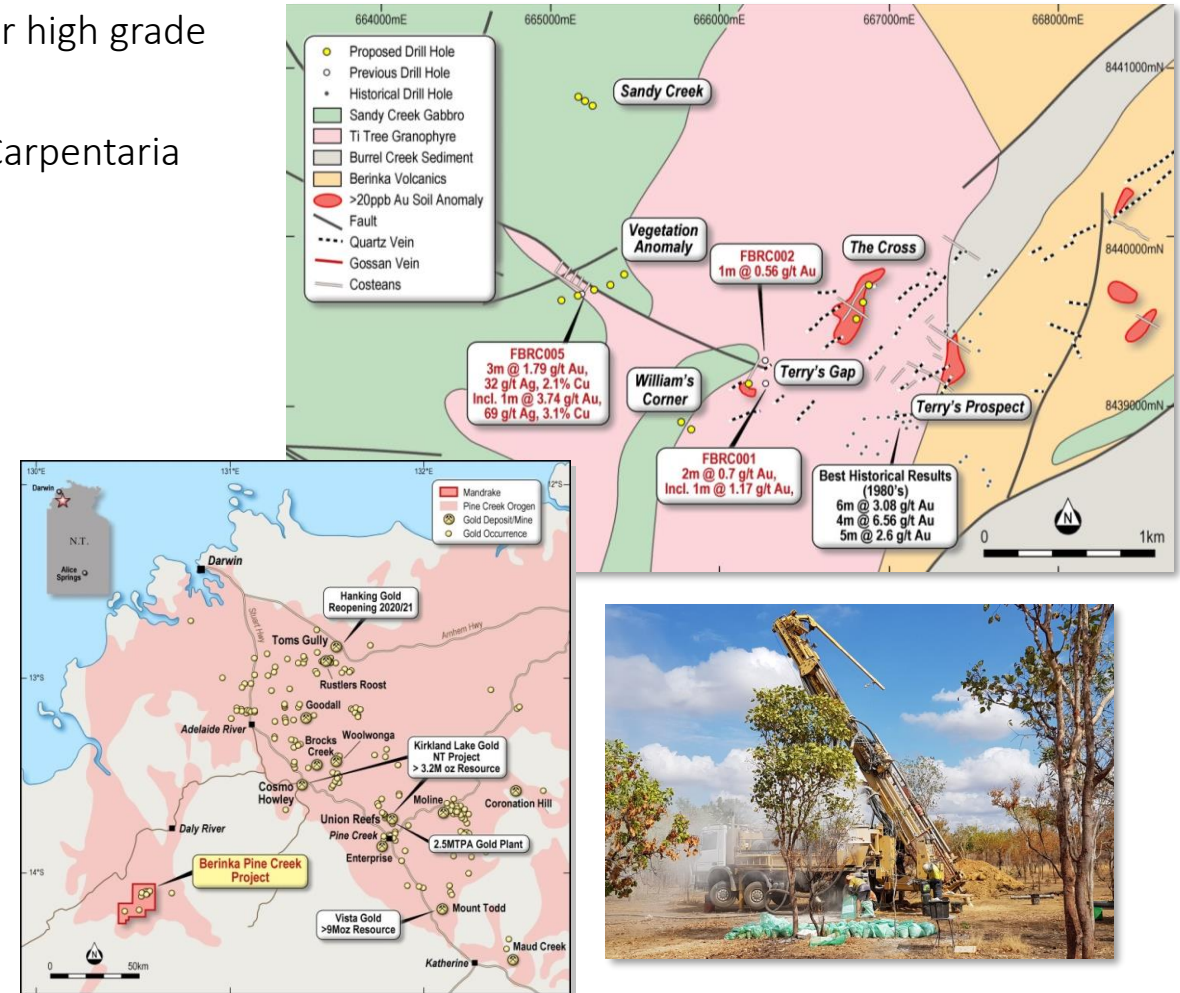 r high grade
Carpentaria
664000mE
665000mE
666000mE
667000mE
668000mE
8441000mN
8440000mN
8439000mN
Proposed Drill Hole
Previous Drill Hole
Historical Drill Hole
Sandy Creek Gabbro
Ti Tree Granophyre
Burrel Creek Sediment
Berinka Volcanics
>20ppb Au Soil Anomaly
Fault
Quartz Vein
Gossan Vein
Costeans
Sandy Creek
Vegetation
Anomaly
FBRC002
1m @ 0.56 g/t Au
The Cross
FBRC005
3m @ 1.79 g/t Au,
32 g/t Ag, 2.1% Cu
Incl. 1m @ 3.74 g/t Au,
69 g/t Ag, 3.1% Cu
William's
Corner
Terry's Gap
Terry's Prospect
FBRC001
2m @ 0.7 g/t Au,
Incl. 1m @ 1.17 g/t Au,
Best Historical Results
(1980's)
6m @ 3.08 g/t Au
4m @ 6.56 g/t Au
5m @ 2.6 g/t Au
N
0
1km
130°E
131°E
132°E
12°S
13°S
14°S
Darwin
N.T.
Alice
Springs
Mandrake
Pine Creek Orogen
Gold Deposit/Mine
Gold Occurrence
Darwin
Stuart Hwy
Arnhem Hwy
Hanking Gold
Reopening 2020/21
Toms Gully
Rustlers Roost
Goodall
Adelaide River
Brocks
Creek
Woolwonga
Kirkland Lake Gold
NT Project
> 3.2M oz Resource
Cosmo
Howley
Moline
Coronation Hill
Union Reefs
Daly River
Pine Creek
2.5MTPA Gold Plant
Enterprise
Berinka Pine Creek
Project
Vista Gold
>9Moz Resource
Mount Todd
Maud Creek
Katherine
N
0
50km